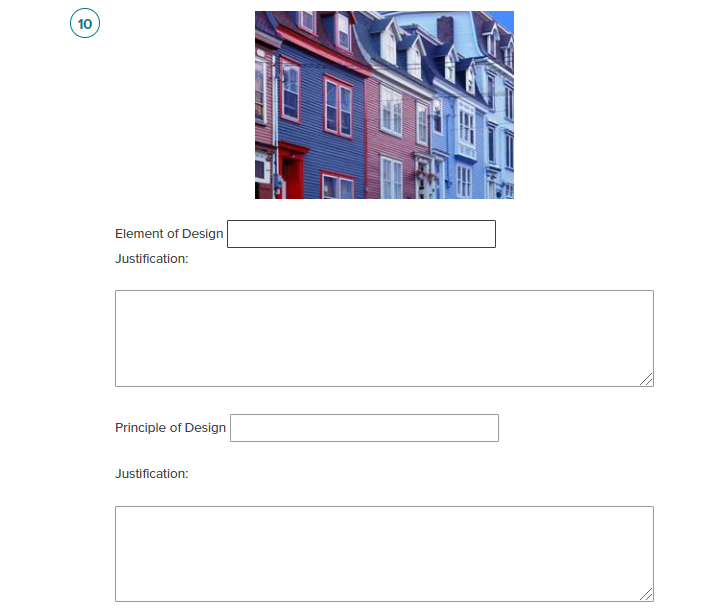 10
Element of Design
Justification:
Principle of Design
Justification: